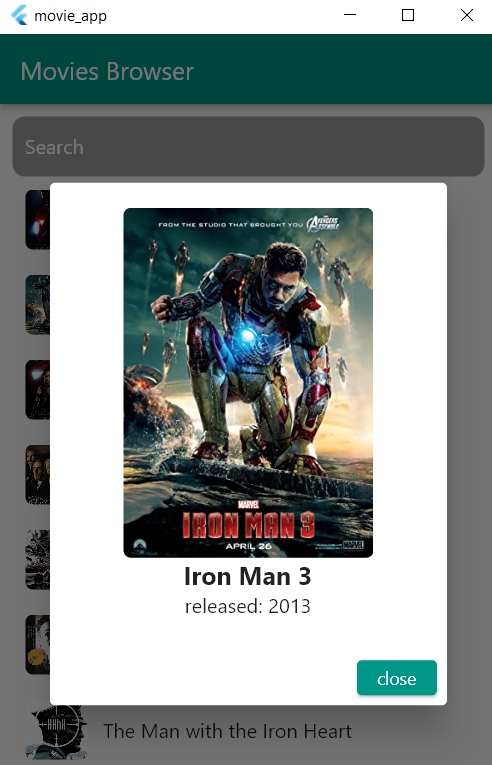 movie_app
Movies Browser
Search
FROM THE STUDIO THAT BROUGHT YOU
AVENGERS
MARVEL
IRON MAN 3
APRIL 26
Iron Man 3
released: 2013
close
The Man with the Iron Heart